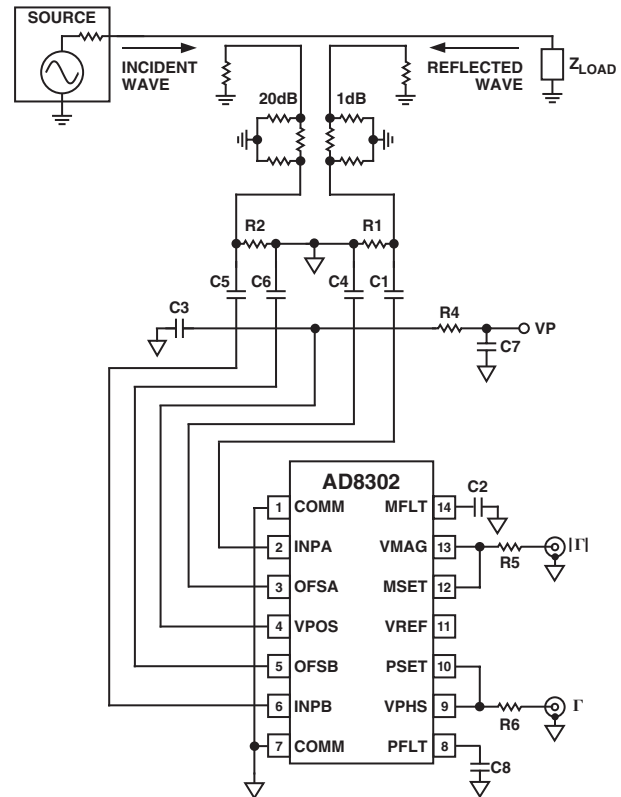 SOURCE
INCIDENT
WAVE
REFLECTED
WAVE
ZLOAD
20dB
1dB
R2
R1
C5
C6
C4
C1
C3
R4
VP
C7
AD8302
1 COMM
MFLT 14
C2
2 INPA
VMAG 13
R5
|Γ|
3 OFSA
MSET 12
4 VPOS
VREF 11
5 OFSB
PSET 10
6 INPB
VPHS 9
R6
Γ
7 COMM
PFLT 8
C8